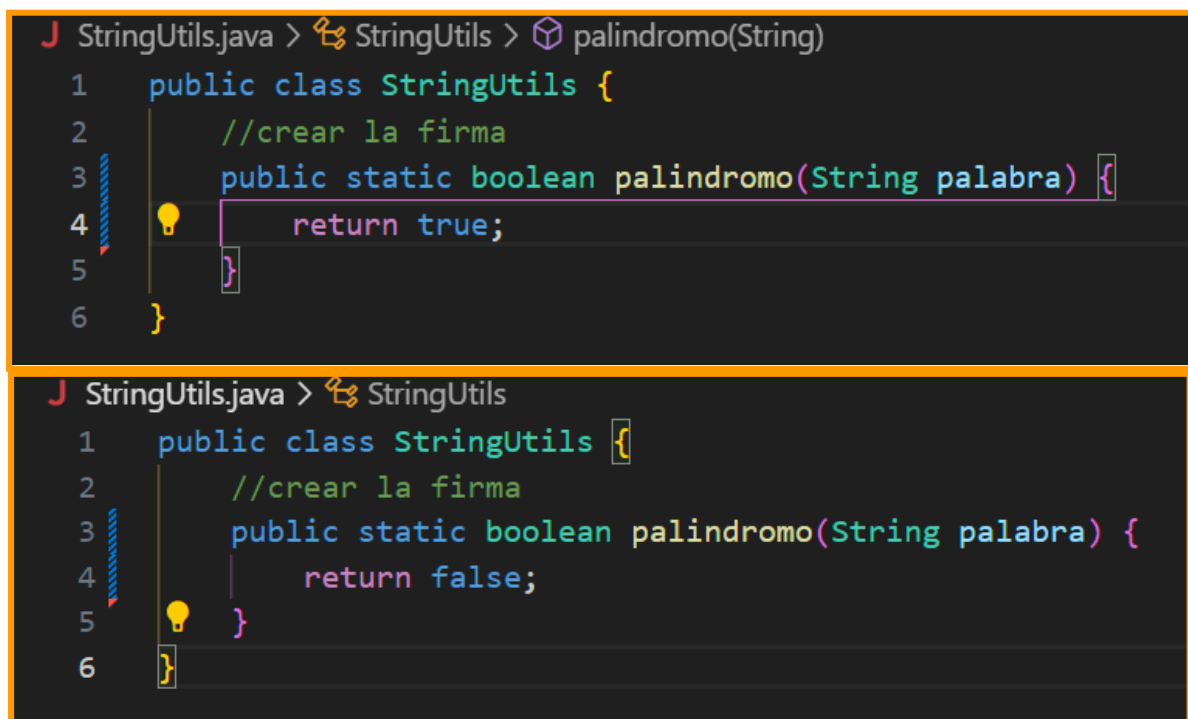 J StringUtils.java > StringUtils > palindromo(String)
1 public class StringUtils {
2 //crear la firma
3 public static boolean palindromo(String palabra) {
4 return true;
5 }
6 }
J StringUtils.java > StringUtils
1 public class StringUtils {
2 //crear la firma
3 public static boolean palindromo(String palabra) {
4 return false;
5 }
6 }